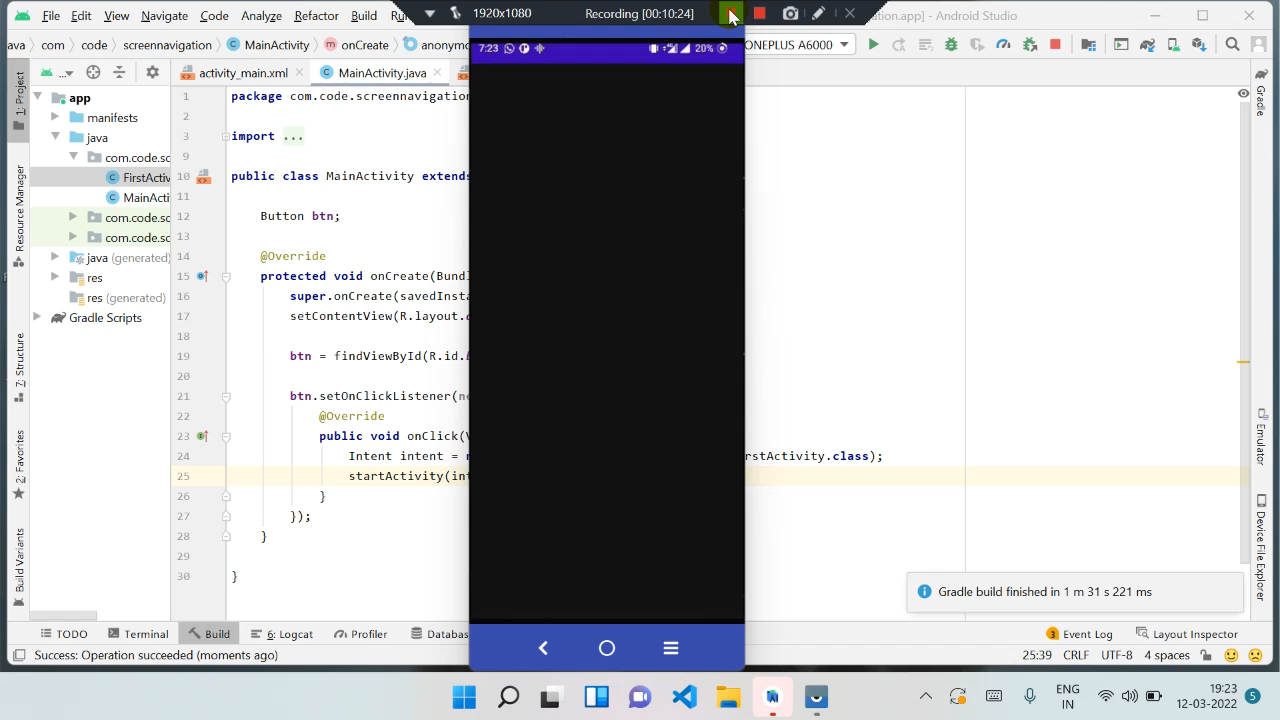 1920x1080 Recording [00:10:24]
File Edit View Navigate Code Analyze Refactor Build ation.app] - Android Studio
ava com code screennavigation MainActivity onCreate ONEPLUS A6000
7:23 20%
activity_main.xml MainActivity.java
1: Project
Resource Manager
7: Structure
2: Favorites
Build Variants
app
manifests
java
com.code.sc
FirstActiv
MainActi
com.code.sc
com.code.sc
java (generated)
res
res (generated)
Gradle Scripts
1 package com.code.screennavigation
2
3 import ...
9
10 public class MainActivity extends
11
12 Button btn;
13
14 @Override
15 protected void onCreate(Bundl
16 super.onCreate(savedInsta
17 setContentView(R.layout.
18
19 btn = findViewById(R.id.
20
21 btn.setOnClickListener(ne
22 @Override
23 public void onClick(V
24 Intent intent = rstActivity.class);
25 startActivity(int
26 }
27 });
28 }
29
30 }
Gradle
Emulator
Device File Explorer
Gradle build finished in 1 m 31 s 221 ms
TODO Terminal Build 6: Logcat Profiler Databas 3 Event Log Layout Inspector
Success: Operation succeeded (moments ago) 25:39 CRLF UTF-8 4 spaces
ENG
IN
19:23
12-03-2022
5